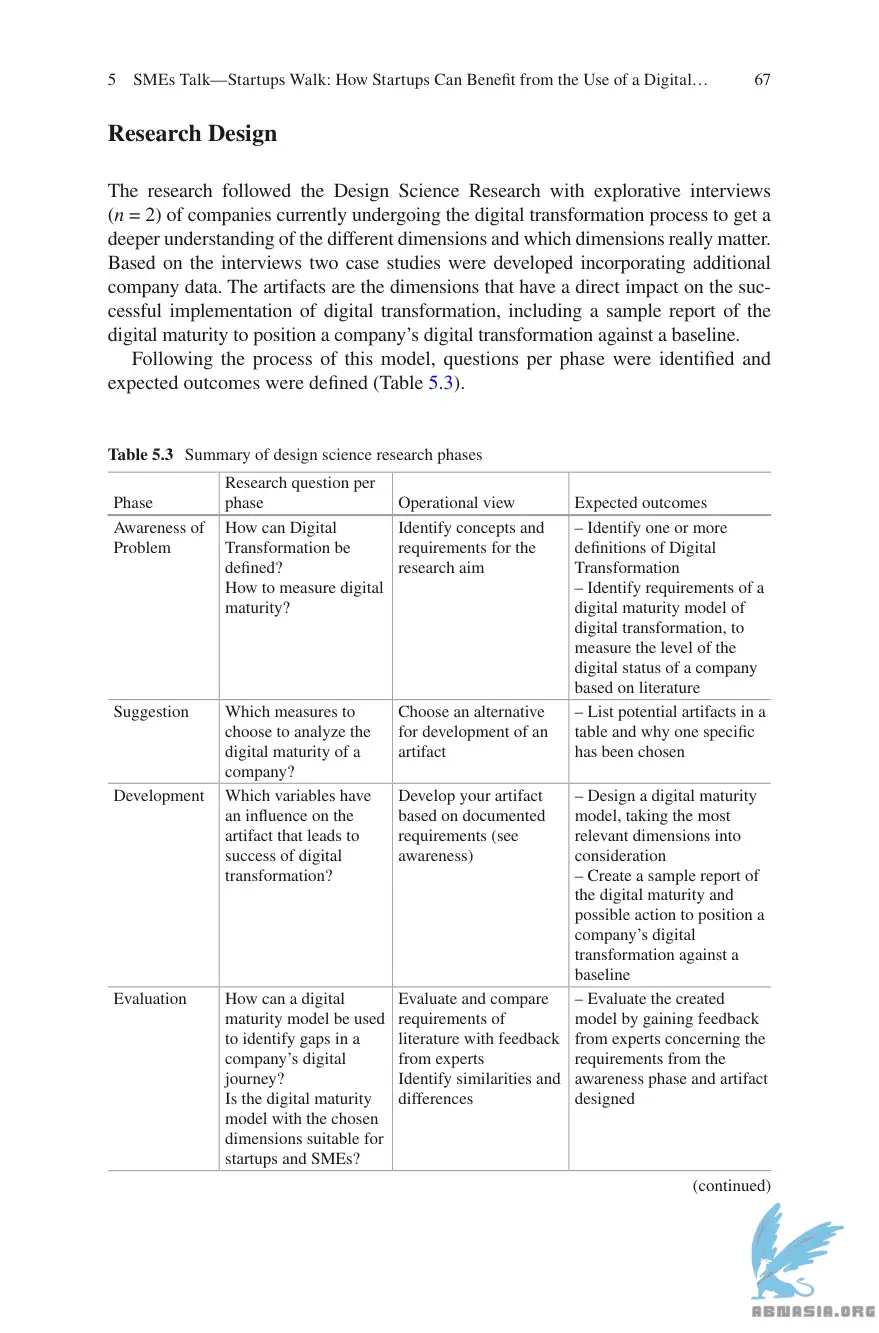 5 SMEs Talk—Startups Walk: How Startups Can Benefit from the Use of a Digital… 67
Research Design
The research followed the Design Science Research with explorative interviews
(n = 2) of companies currently undergoing the digital transformation process to get a
deeper understanding of the different dimensions and which dimensions really matter.
Based on the interviews two case studies were developed incorporating additional
company data. The artifacts are the dimensions that have a direct impact on the suc-
cessful implementation of digital transformation, including a sample report of the
digital maturity to position a company's digital transformation against a baseline.
Following the process of this model, questions per phase were identified and
expected outcomes were defined (Table 5.3).
Table 5.3 Summary of design science research phases
Phase
Research question per
phase
Operational view
Expected outcomes
Awareness of
Problem
How can Digital
Transformation be
defined?
How to measure digital
maturity?
Identify concepts and
requirements for the
research aim
– Identify one or more
definitions of Digital
Transformation
– Identify requirements of a
digital maturity model of
digital transformation, to
measure the level of the
digital status of a company
based on literature
Suggestion
Which measures to
choose to analyze the
digital maturity of a
company?
Choose an alternative
for development of an
artifact
– List potential artifacts in a
table and why one specific
has been chosen
Development
Which variables have
an influence on the
artifact that leads to
success of digital
transformation?
Develop your artifact
based on documented
requirements (see
awareness)
– Design a digital maturity
model, taking the most
relevant dimensions into
consideration
– Create a sample report of
the digital maturity and
possible action to position a
company's digital
transformation against a
baseline
Evaluation
How can a digital
maturity model be used
to identify gaps in a
company's digital
journey?
Is the digital maturity
model with the chosen
dimensions suitable for
startups and SMEs?
Evaluate and compare
requirements of
literature with feedback
from experts
Identify similarities and
differences
– Evaluate the created
model by gaining feedback
from experts concerning the
requirements from the
awareness phase and artifact
designed
(continued)
ABNASIA.ORG